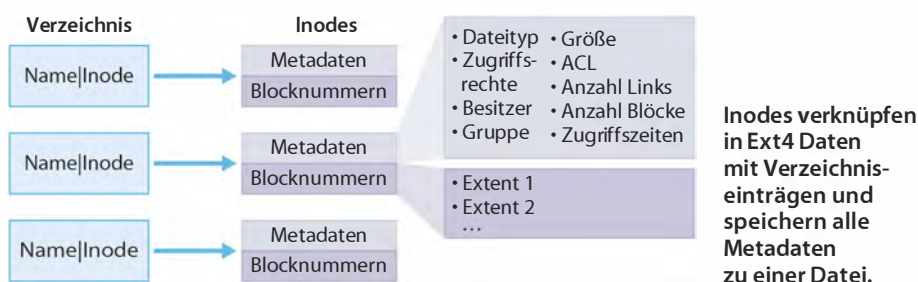 Verzeichnis
Inodes
Name|Inode
Metadaten
Blocknummern
Name|Inode
Metadaten
Blocknummern
Name|Inode
Metadaten
Blocknummern
• Dateityp
• Zugriffs-
rechte
• Besitzer
• Gruppe
• Größe
• ACL
• Anzahl Links
• Anzahl Blöcke
• Zugriffszeiten
• Extent 1
• Extent 2
...
Inodes verknüpfen
in Ext4 Daten
mit Verzeichnis-
einträgen und
speichern alle
Metadaten
zu einer Datei.